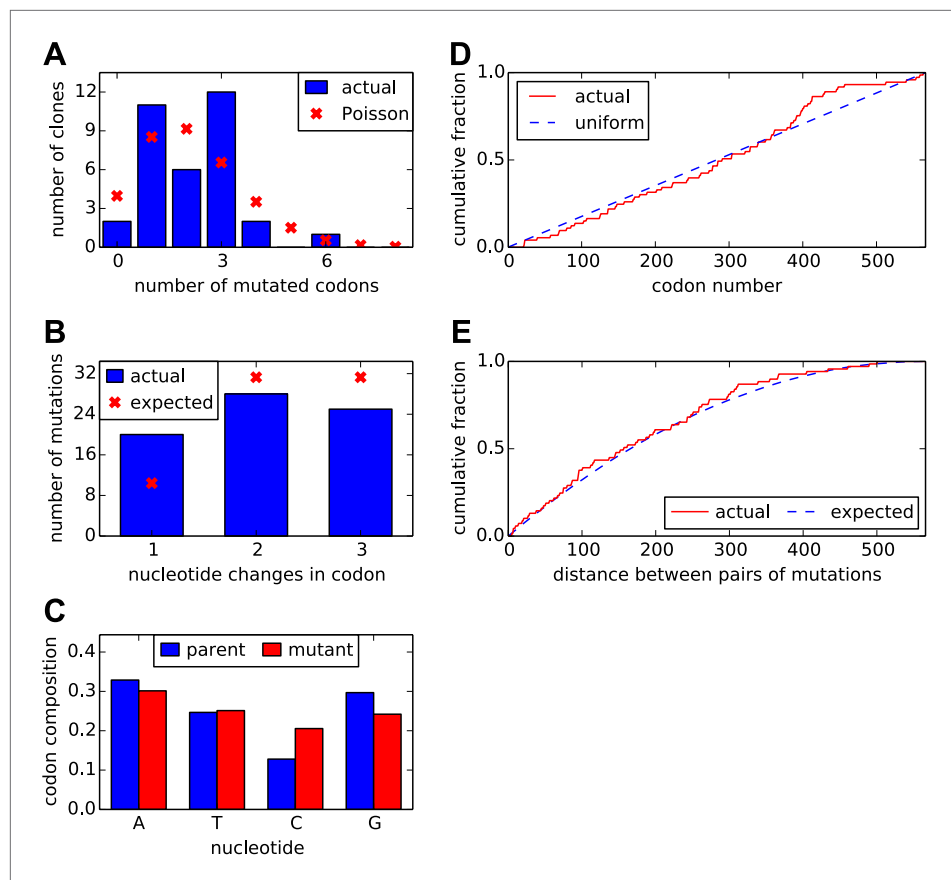 A
number of clones
12
9
6
3
0
actual
Poisson
0 3 6
number of mutated codons
B
number of mutations
32
24
16
8
0
actual
expected
1 2 3
nucleotide changes in codon
C
codon composition
0.4
0.3
0.2
0.1
0.0
parent mutant
A T C G
nucleotide
D
cumulative fraction
1.0
0.5
0.0
actual
uniform
0 100 200 300 400 500
codon number
E
cumulative fraction
1.0
0.5
0.0
actual expected
0 100 200 300 400 500
distance between pairs of mutations